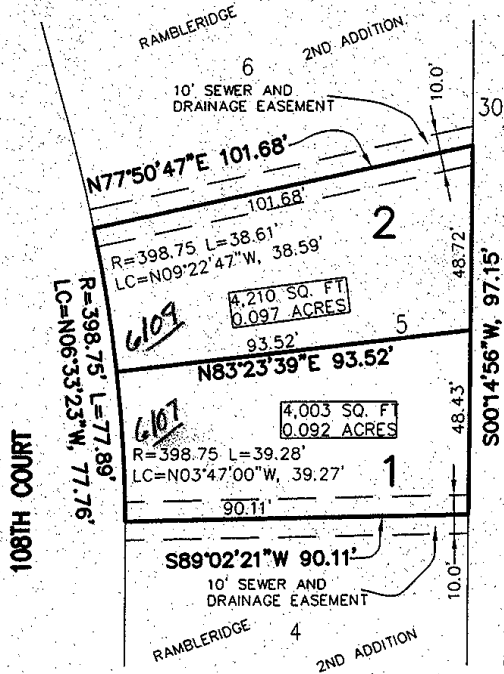 RAMBLERIDGE
2ND ADDITION
6
10' SEWER AND
DRAINAGE EASEMENT
10.0'
30
N77°50'47"E 101.68'
101.68'
2
R=398.75 L=38.61'
LC=N09°22'47"W, 38.59'
4,210 SQ. FT
0.097 ACRES
6109
48.72'
5
93.52'
N83°23'39"E 93.52'
S00°14'56"W, 97.15'
R=398.75' L=77.89'
LC=N06°33'23"W, 77.76'
108TH COURT
6107
4,003 SQ. FT
0.092 ACRES
48.43'
R=398.75 L=39.28'
LC=N03°47'00"W, 39.27'
1
90.11'
S89°02'21"W 90.11'
10' SEWER AND
DRAINAGE EASEMENT
10.0'
RAMBLERIDGE
4
2ND ADDITION